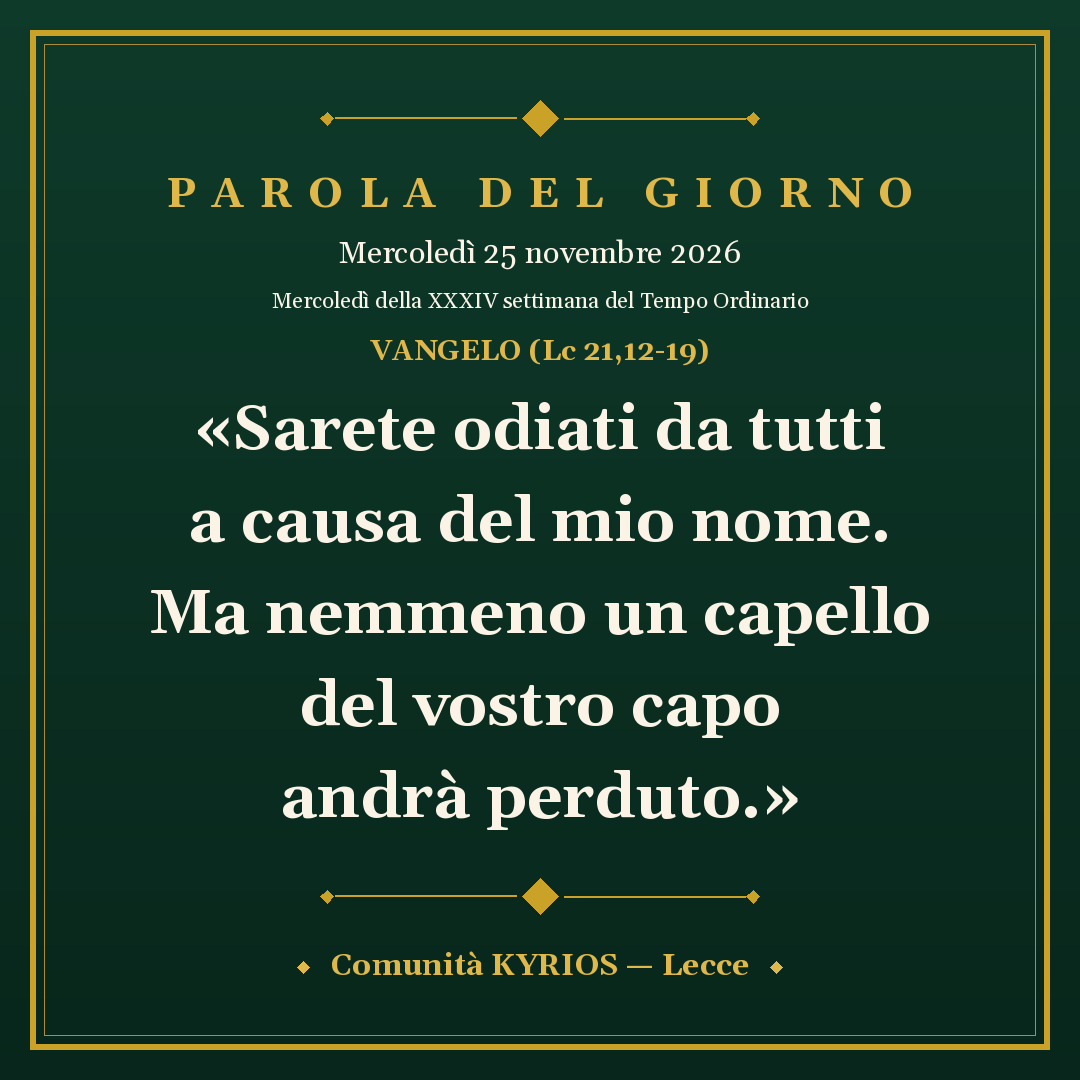 PAROLA DEL GIORNO
Mercoledì 25 novembre 2026
Mercoledì della XXXIV settimana del Tempo Ordinario
VANGELO (Lc 21,12-19)
«Sarete odiati da tutti
a causa del mio nome.
Ma nemmeno un capello
del vostro capo
andrà perduto.»
Comunità KYRIOS — Lecce